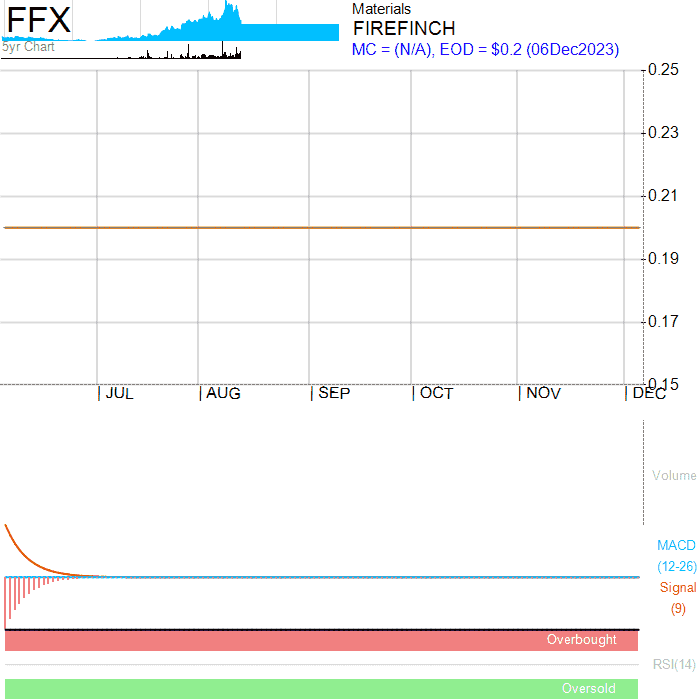 FFX
5yr Chart
Materials
FIREFINCH
MC = (N/A), EOD = $0.2 (06Dec2023)
0.25
0.23
0.21
0.19
0.17
0.15
JUL AUG SEP OCT NOV DEC
Volume
MACD
(12-26)
Signal
(9)
Overbought
RSI(14)
Oversold